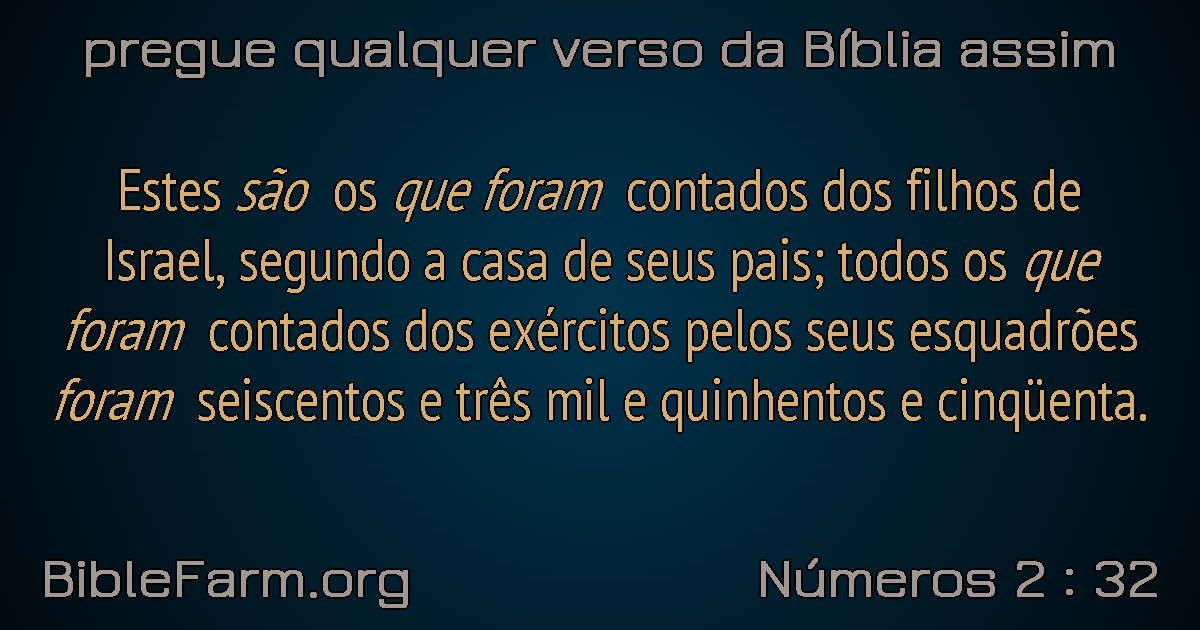 pregue qualquer verso da Bíblia assim
Estes são os que foram contados dos filhos de
Israel, segundo a casa de seus pais; todos os que
foram contados dos exércitos pelos seus esquadrões
foram seiscentos e três mil e quinhentos e cinqüenta.
BibleFarm.org
Números 2 : 32